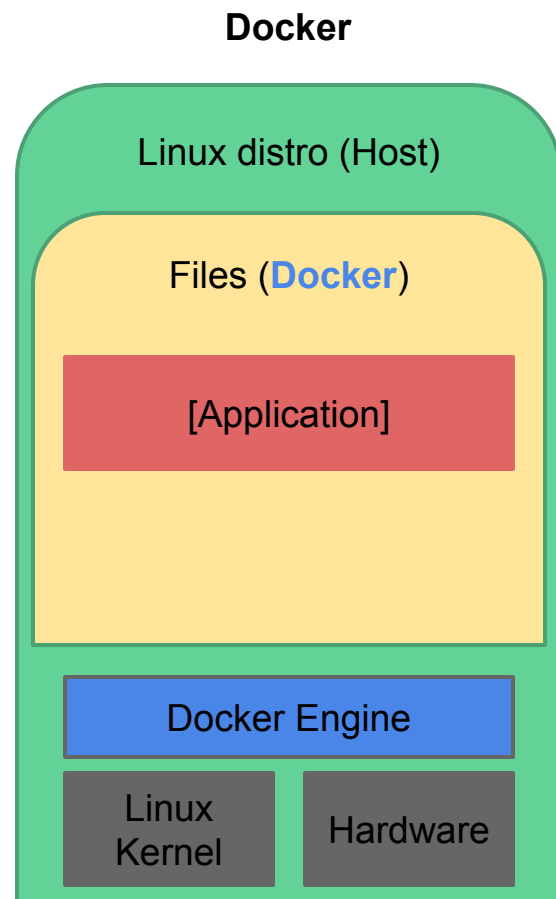 Docker
Linux distro (Host)
Files (Docker)
[Application]
Docker Engine
Linux
Kernel
Hardware